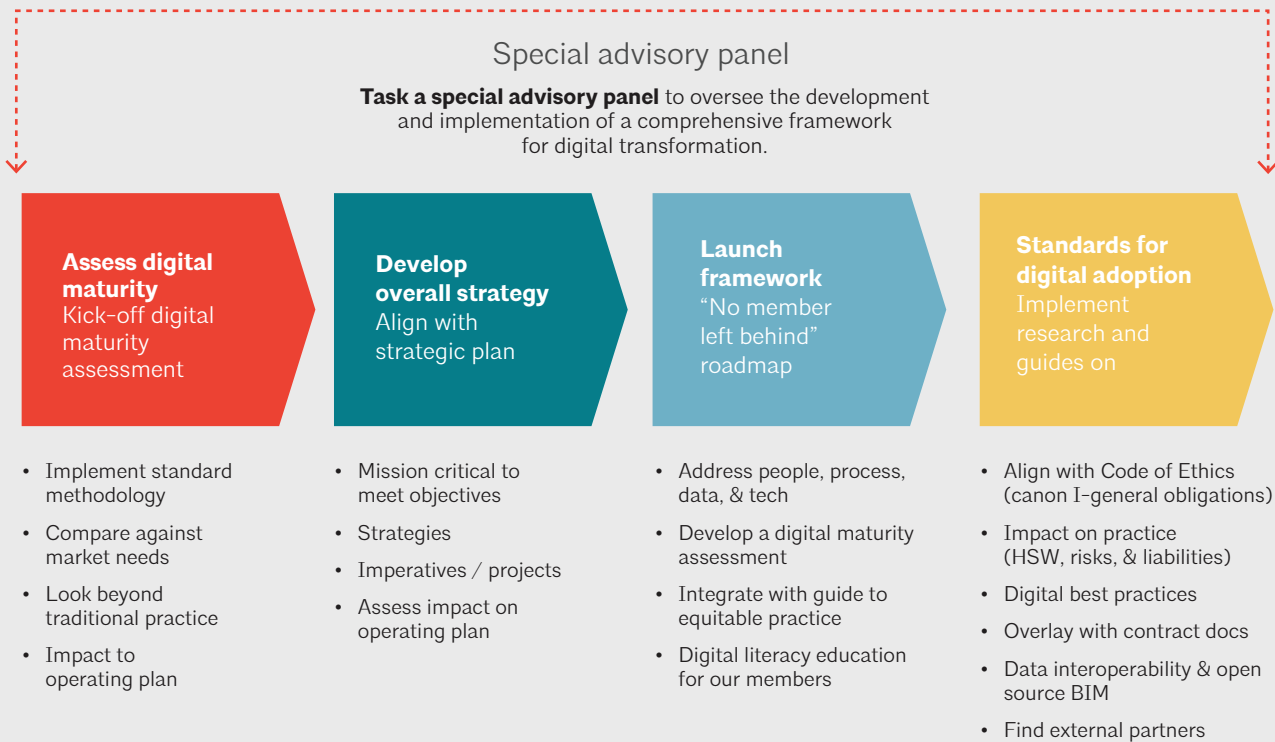 Special advisory panel
Task a special advisory panel to oversee the development
and implementation of a comprehensive framework
for digital transformation.
Assess digital
maturity
Kick-off digital
maturity
assessment
• Implement standard
methodology
• Compare against
market needs
• Look beyond
traditional practice
• Impact to
operating plan
Develop
overall strategy
Align with
strategic plan
• Mission critical to
meet objectives
• Strategies
• Imperatives / projects
• Assess impact on
operating plan
Launch
framework
“No member
left behind”
roadmap
• Address people, process,
data, & tech
• Develop a digital maturity
assessment
• Integrate with guide to
equitable practice
• Digital literacy education
for our members
Standards for
digital adoption
Implement
research and
guides on
• Align with Code of Ethics
(canon I-general obligations)
• Impact on practice
(HSW, risks, & liabilities)
• Digital best practices
• Overlay with contract docs
• Data interoperability & open
source BIM
• Find external partners